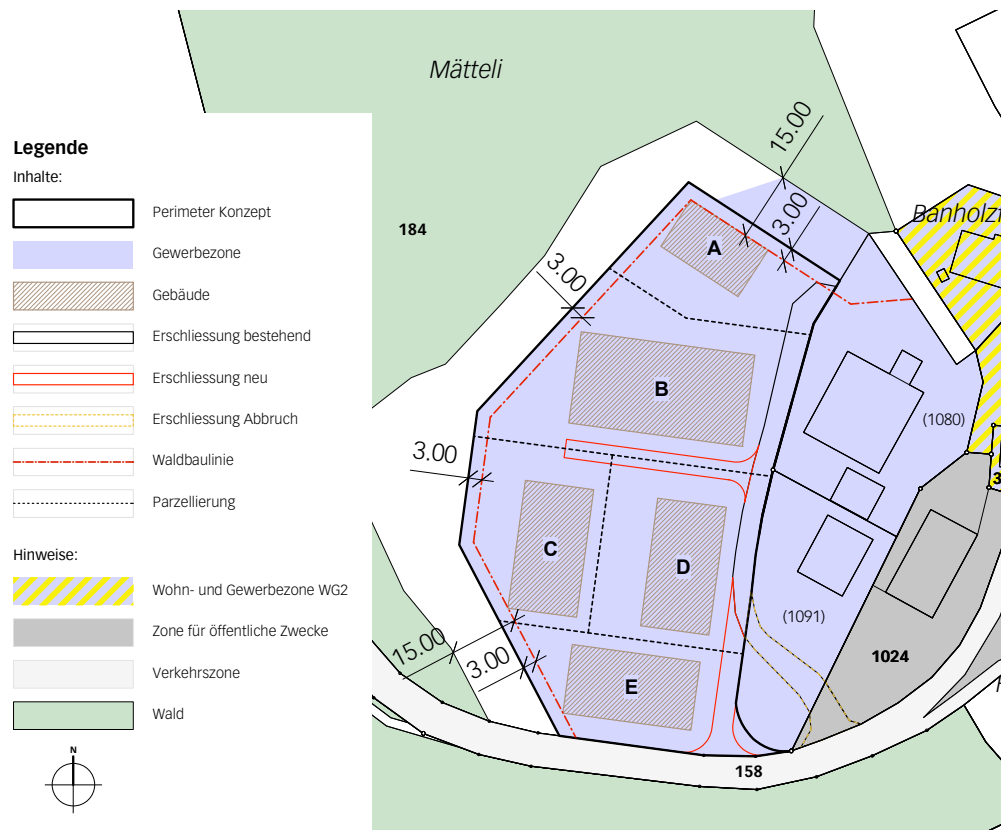 Mätteli
15.00
3.00
Banholzf
184
A
3.00
B
(1080)
3.00
3
C
D
(1091)
15.00
3.00
1024
E
158
Legende
Inhalte:
Perimeter Konzept
Gewerbezone
Gebäude
Erschliessung bestehend
Erschliessung neu
Erschliessung Abbruch
Waldbaulinie
Parzellierung
Hinweise:
Wohn- und Gewerbezone WG2
Zone für öffentliche Zwecke
Verkehrszone
Wald
N